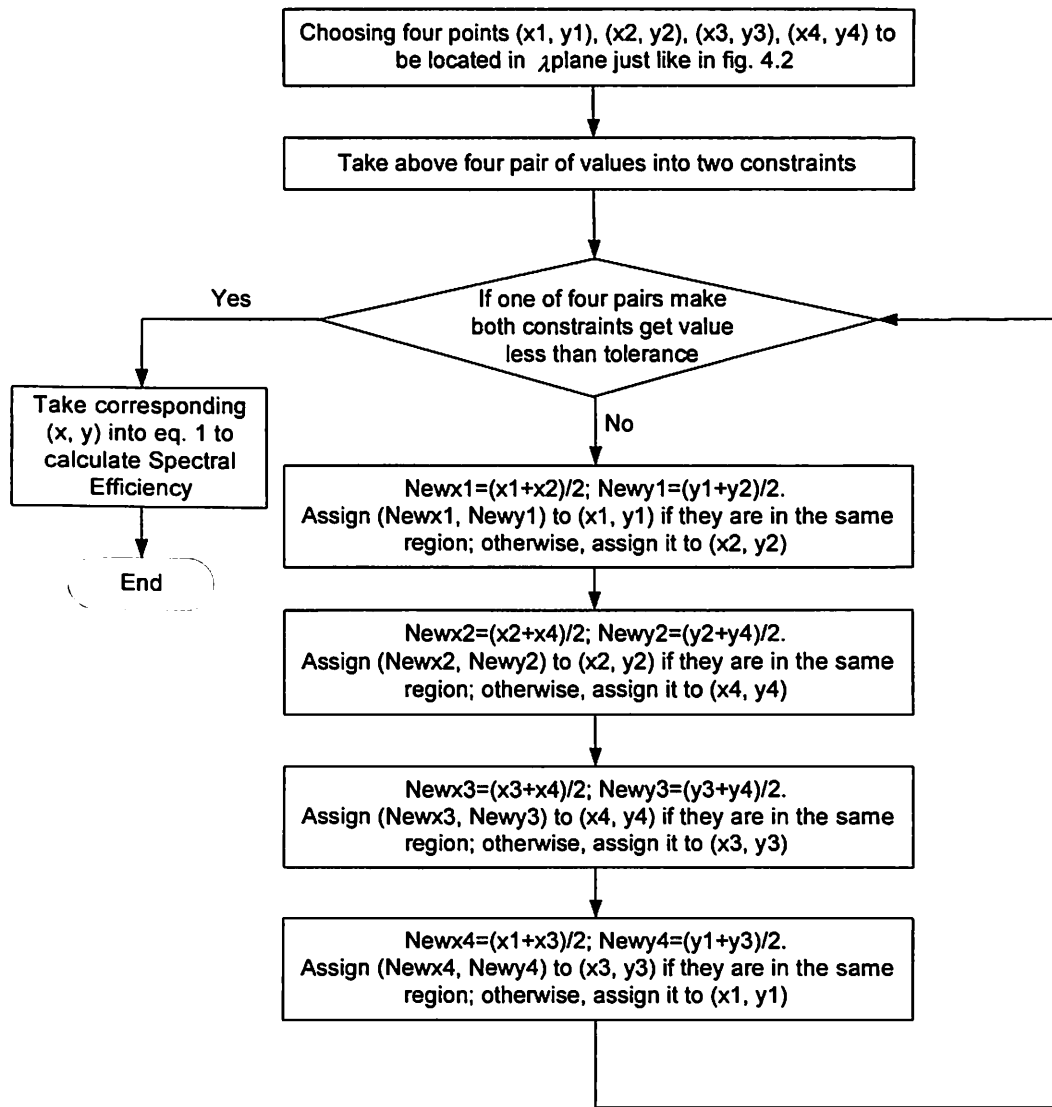 Choosing four points (x1, y1), (x2, y2), (x3, y3), (x4, y4) to
be located in λplane just like in fig. 4.2
Take above four pair of values into two constraints
If one of four pairs make
both constraints get value
less than tolerance
Yes
Take corresponding
(x, y) into eq. 1 to
calculate Spectral
Efficiency
End
No
Newx1=(x1+x2)/2; Newy1=(y1+y2)/2.
Assign (Newx1, Newy1) to (x1, y1) if they are in the same
region; otherwise, assign it to (x2, y2)
Newx2=(x2+x4)/2; Newy2=(y2+y4)/2.
Assign (Newx2, Newy2) to (x2, y2) if they are in the same
region; otherwise, assign it to (x4, y4)
Newx3=(x3+x4)/2; Newy3=(y3+y4)/2.
Assign (Newx3, Newy3) to (x4, y4) if they are in the same
region; otherwise, assign it to (x3, y3)
Newx4=(x1+x3)/2; Newy4=(y1+y3)/2.
Assign (Newx4, Newy4) to (x3, y3) if they are in the same
region; otherwise, assign it to (x1, y1)